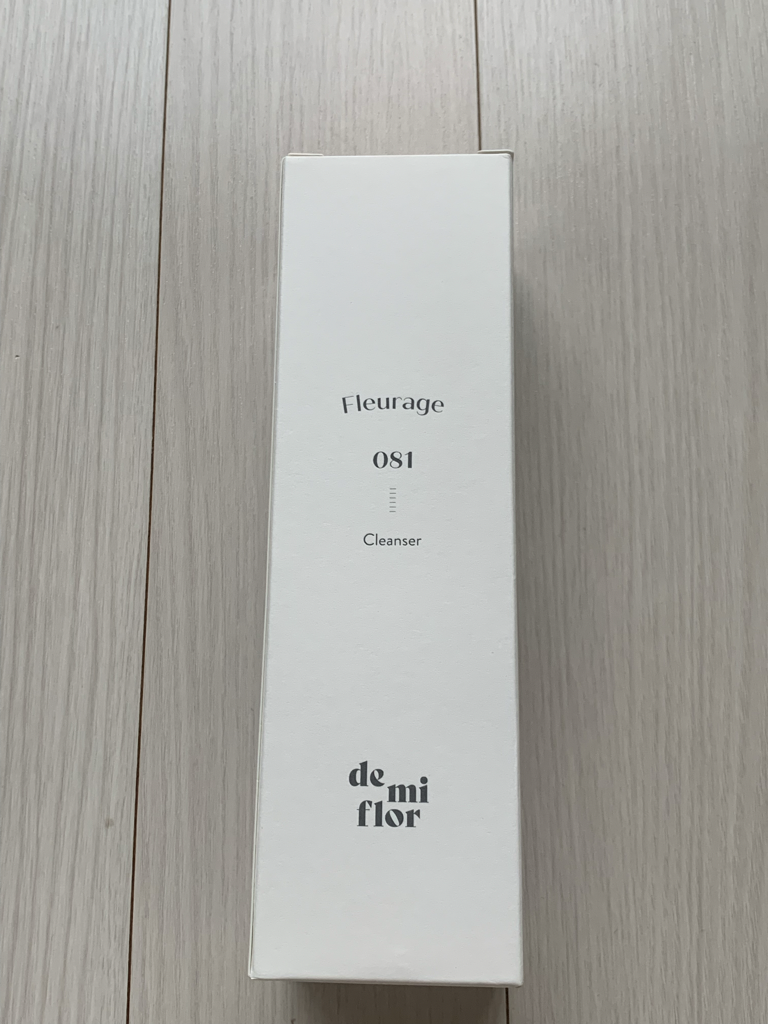 Fleurage
081
Cleanser
de
mi
flor